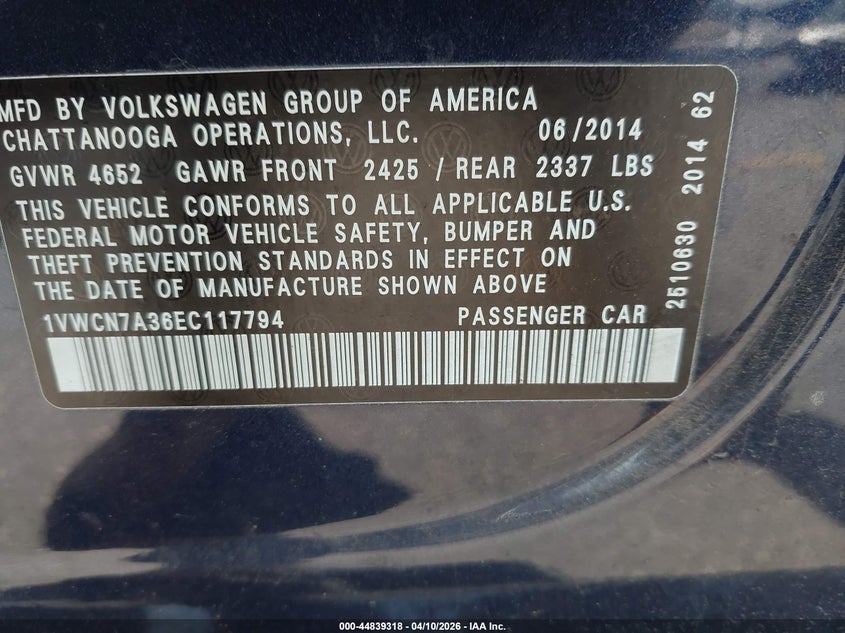 MFD BY VOLKSWAGEN GROUP OF AMERICA
CHATTANOOGA OPERATIONS, LLC. 06/2014
GVWR 4652 GAWR FRONT 2425 / REAR 2337 LBS
THIS VEHICLE CONFORMS TO ALL APPLICABLE U.S.
FEDERAL MOTOR VEHICLE SAFETY, BUMPER AND
THEFT PREVENTION STANDARDS IN EFFECT ON
THE DATE OF MANUFACTURE SHOWN ABOVE
1VWCN7A36EC117794 PASSENGER CAR
2510630 2014 62
000-44839318 - 04/10/2026 - IAA Inc.